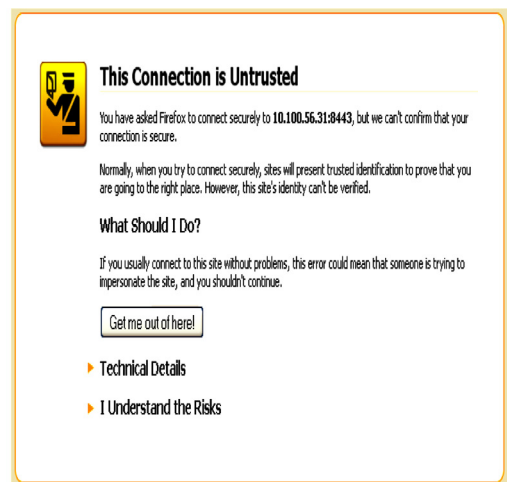 This Connection is Untrusted
You have asked Firefox to connect securely to 10.100.56.31:8443, but we can't confirm that your
connection is secure.
Normally, when you try to connect securely, sites will present trusted identification to prove that you
are going to the right place. However, this site's identity can't be verified.
What Should I Do?
If you usually connect to this site without problems, this error could mean that someone is trying to
impersonate the site, and you shouldn't continue.
Get me out of here!
Technical Details
I Understand the Risks